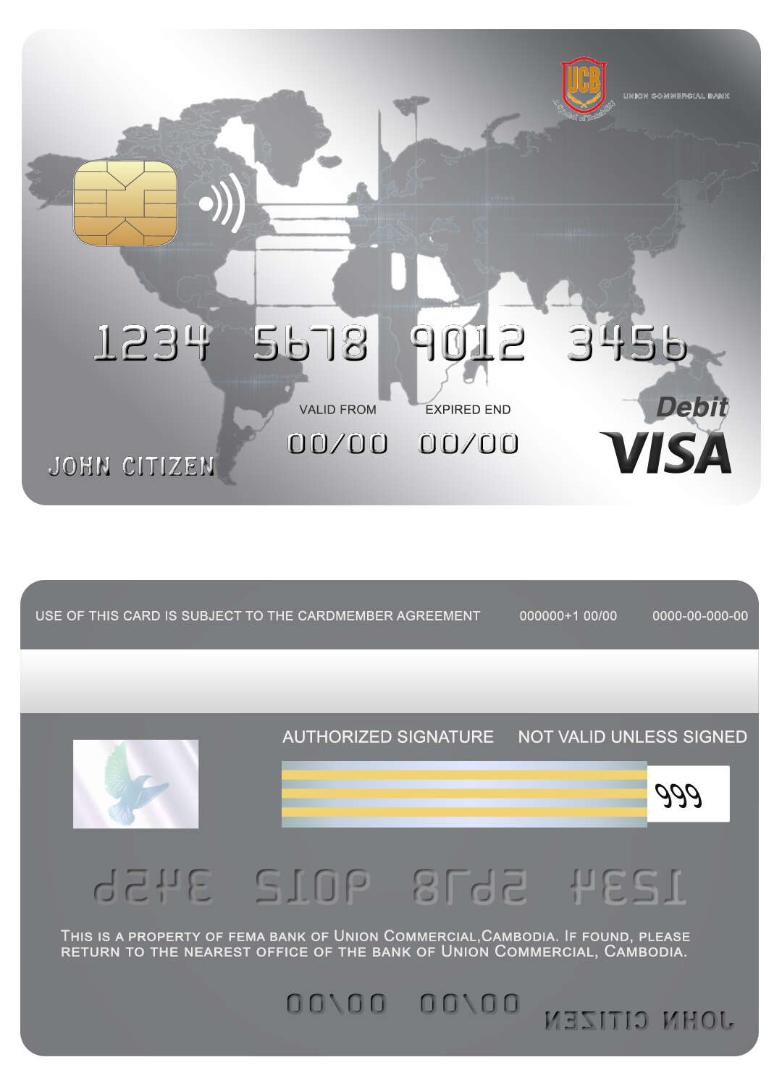 UCB
UNION COMMERCIAL BANK
1234 5678 9012 3456
VALID FROM EXPIRED END
00/00 00/00
Debit
VISA
JOHN CITIZEN
USE OF THIS CARD IS SUBJECT TO THE CARDMEMBER AGREEMENT 000000+1 00/00 0000-00-000-00
AUTHORIZED SIGNATURE NOT VALID UNLESS SIGNED
999
1234 5678 9012 3456
THIS IS A PROPERTY OF FEMA BANK OF UNION COMMERCIAL,CAMBODIA. IF FOUND, PLEASE
RETURN TO THE NEAREST OFFICE OF THE BANK OF UNION COMMERCIAL, CAMBODIA.
00/00 00/00
JOHN CITIZEN